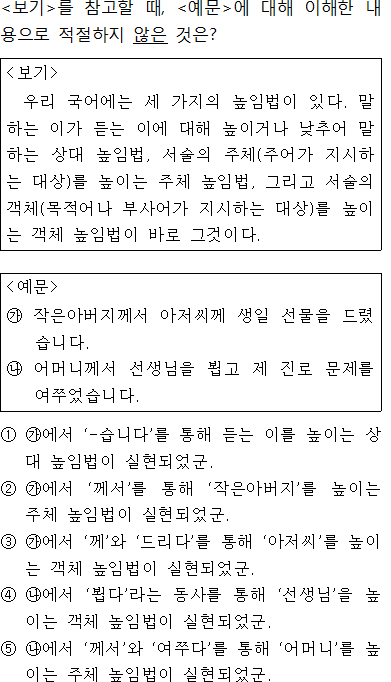 <보기>를 참고할 때, <예문>에 대해 이해한 내
용으로 적절하지 않은 것은?
<보기>
우리 국어에는 세 가지의 높임법이 있다. 말
하는 이가 듣는 이에 대해 높이거나 낮추어 말
하는 상대 높임법, 서술의 주체(주어가 지시하
는 대상)를 높이는 주체 높임법, 그리고 서술의
객체(목적어나 부사어가 지시하는 대상)를 높이
는 객체 높임법이 바로 그것이다.
<예문>
㉮ 작은아버지께서 아저씨께 생일 선물을 드렸
습니다.
㉯ 어머니께서 선생님을 뵙고 제 진로 문제를
여쭈었습니다.
① ㉮에서 ‘-습니다’를 통해 듣는 이를 높이는 상
대 높임법이 실현되었군.
② ㉮에서 ‘께서’를 통해 ‘작은아버지’를 높이는
주체 높임법이 실현되었군.
③ ㉮에서 ‘께’와 ‘드리다’를 통해 ‘아저씨’를 높이
는 객체 높임법이 실현되었군.
④ ㉯에서 ‘뵙다’라는 동사를 통해 ‘선생님’을 높
이는 객체 높임법이 실현되었군.
⑤ ㉯에서 ‘께서’와 ‘여쭈다’를 통해 ‘어머니’를 높
이는 주체 높임법이 실현되었군.